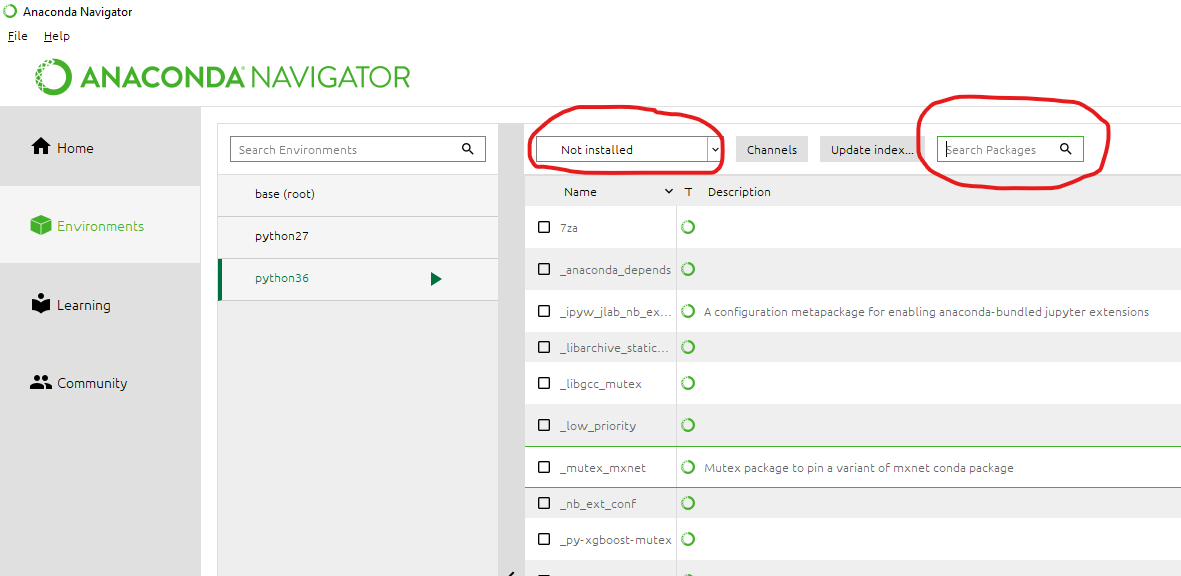 Anaconda Navigator
File Help
ANACONDA NAVIGATOR
Home
Environments
Learning
Community
Search Environments
base (root)
python27
python36
Not installed
Channels
Update index...
Search Packages
Name T Description
7za
_anaconda_depends
_ipyw_jlab_nb_ex... A configuration metapackage for enabling anaconda-bundled jupyter extensions
_libarchive_static...
_libgcc_mutex
_low_priority
_mutex_mxnet Mutex package to pin a variant of mxnet conda package
_nb_ext_conf
_py-xgboost-mutex